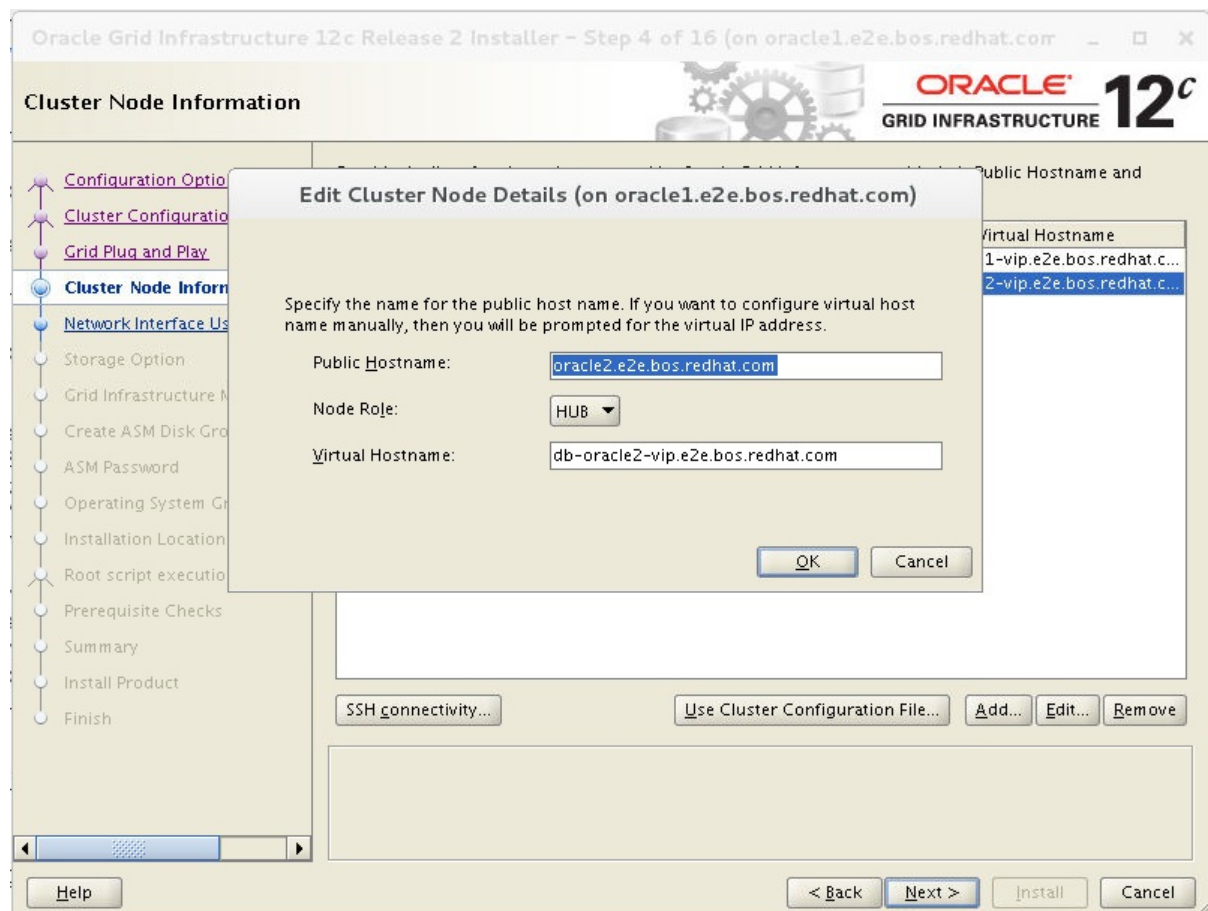 Oracle Grid Infrastructure 12c Release 2 Installer - Step 4 of 16 (on oracle1.e2e.bos.redhat.com
Cluster Node Information
ORACLE
GRID INFRASTRUCTURE
12c
Public Hostname and
Configuration Optio
Cluster Configuratio
Grid Plug and Play
Cluster Node Inforn
Network Interface Us
Storage Option
Grid Infrastructure M
Create ASM Disk Gro
ASM Password
Operating System Gr
Installation Location
Root script executio
Prerequisite Checks
Summary
Install Product
Finish
Virtual Hostname
1-vip.e2e.bos.redhat.c...
2-vip.e2e.bos.redhat.c...
Edit Cluster Node Details (on oracle1.e2e.bos.redhat.com)
Specify the name for the public host name. If you want to configure virtual host
name manually, then you will be prompted for the virtual IP address.
Public Hostname:
oracle2.e2e.bos.redhat.com
Node Role:
HUB
Virtual Hostname:
db-oracle2-vip.e2e.bos.redhat.com
OK
Cancel
SSH connectivity...
Use Cluster Configuration File...
Add...
Edit...
Remove
Help
< Back
Next >
Install
Cancel